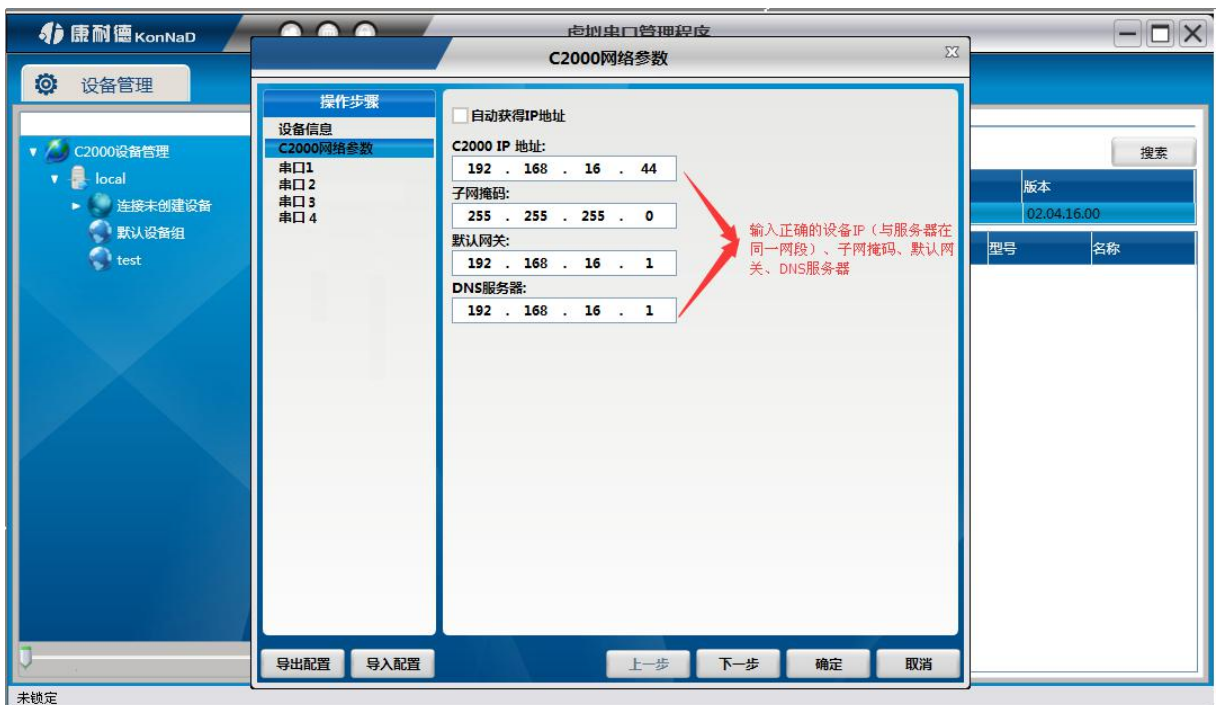 康耐德 KonNaD
虚拟串口管理程序
C2000网络参数
设备管理
C2000设备管理
local
连接未创建设备
默认设备组
test
操作步骤
设备信息
C2000网络参数
串口1
串口 2
串口 3
串口 4
自动获得IP地址
C2000 IP 地址:
192 . 168 . 16 . 44
子网掩码:
255 . 255 . 255 . 0
默认网关:
192 . 168 . 16 . 1
DNS服务器:
192 . 168 . 16 . 1
输入正确的设备IP（与服务器在
同一网段）、子网掩码、默认网
关、DNS服务器
搜索
版本
02.04.16.00
型号 名称
导出配置 导入配置 上一步 下一步 确定 取消
未锁定